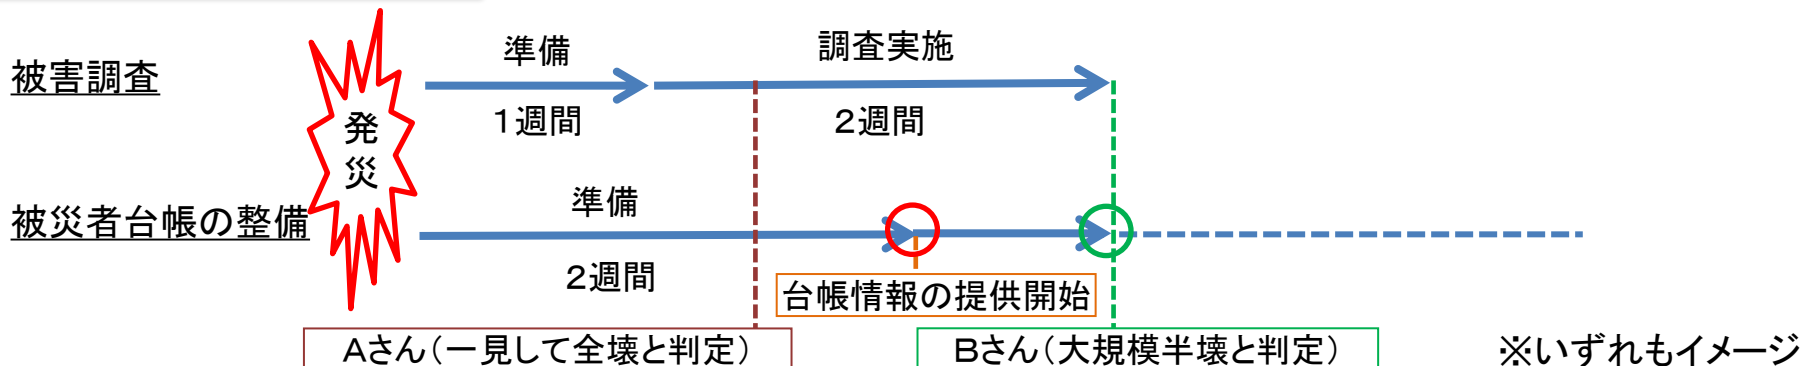 準備
調査実施
被害調査
１週間
２週間
発
災
準備
被災者台帳の整備
２週間
台帳情報の提供開始
Ａさん（一見して全壊と判定）
Ｂさん（大規模半壊と判定）
※いずれもイメージ